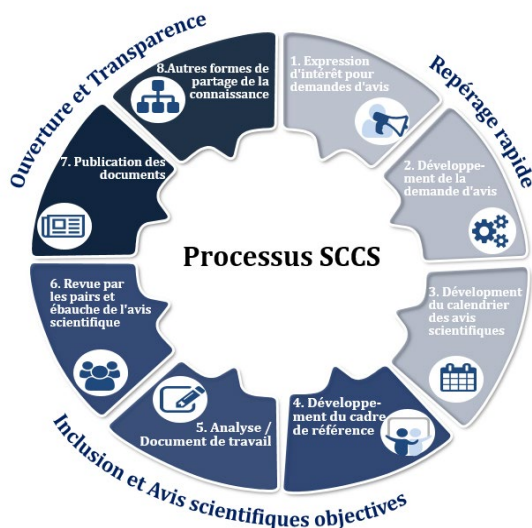 Ouverture et Transparence
Repérage rapide
Inclusion et Avis scientifiques objectives
Processus SCCS
1. Expression
d'intérêt pour
demandes d'avis
2. Développe-
ment de la
demande d'avis
3. Dévelopment
du calendrier
des avis
scientifiques
4. Développe-
ment du cadre
de référence
5. Analyse /
Document de travail
6. Revue par
les pairs et
ébauche de l'avis
scientifique
7. Publication des
documents
8.Autres formes de
partage de la
connaissance